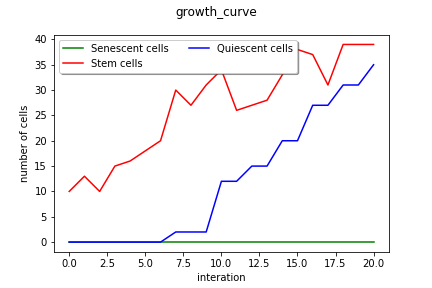 growth_curve
Senescent cells
Stem cells
Quiescent cells
number of cells
40
35
30
25
20
15
10
5
0
0.0 2.5 5.0 7.5 10.0 12.5 15.0 17.5 20.0
interation